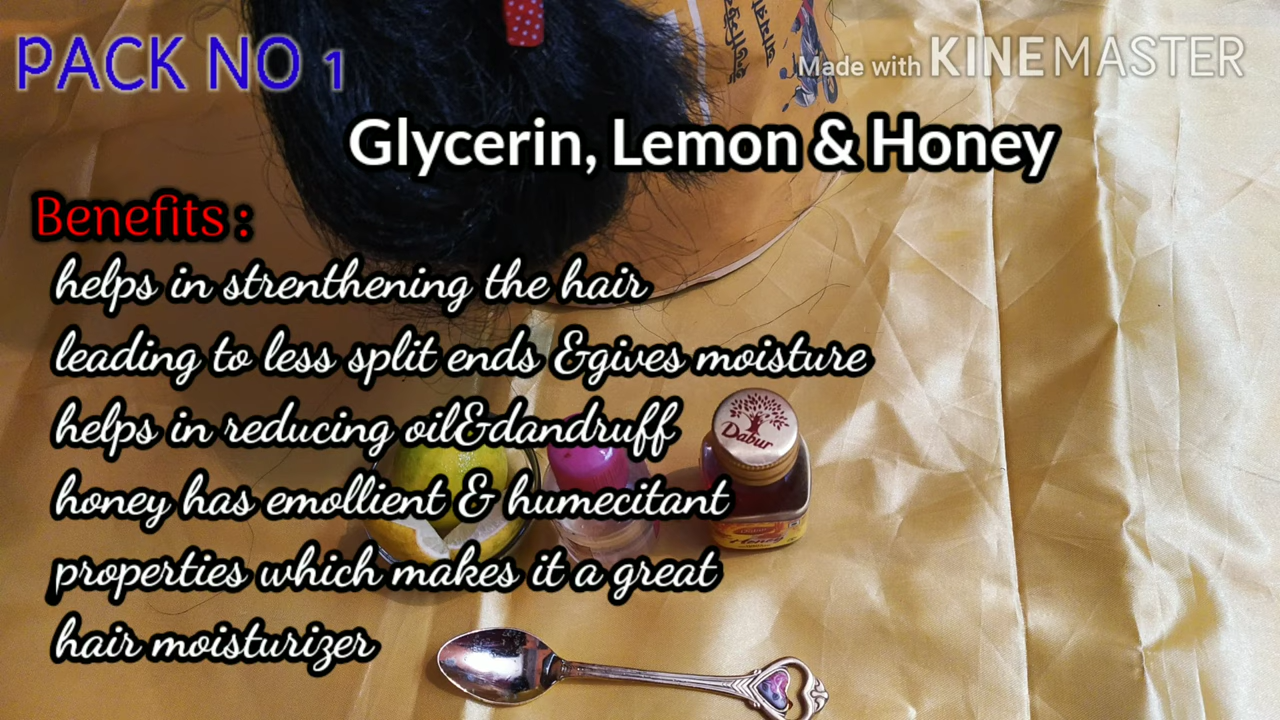 PACK NO 1
Made with KINEMASTER
Glycerin, Lemon & Honey
Benefits :
helps in strenthening the hair
leading to less split ends &gives moisture
helps in reducing oil&dandruff
honey has emollient & humecitant
properties which makes it a great
hair moisturizer
Dabur
Honey